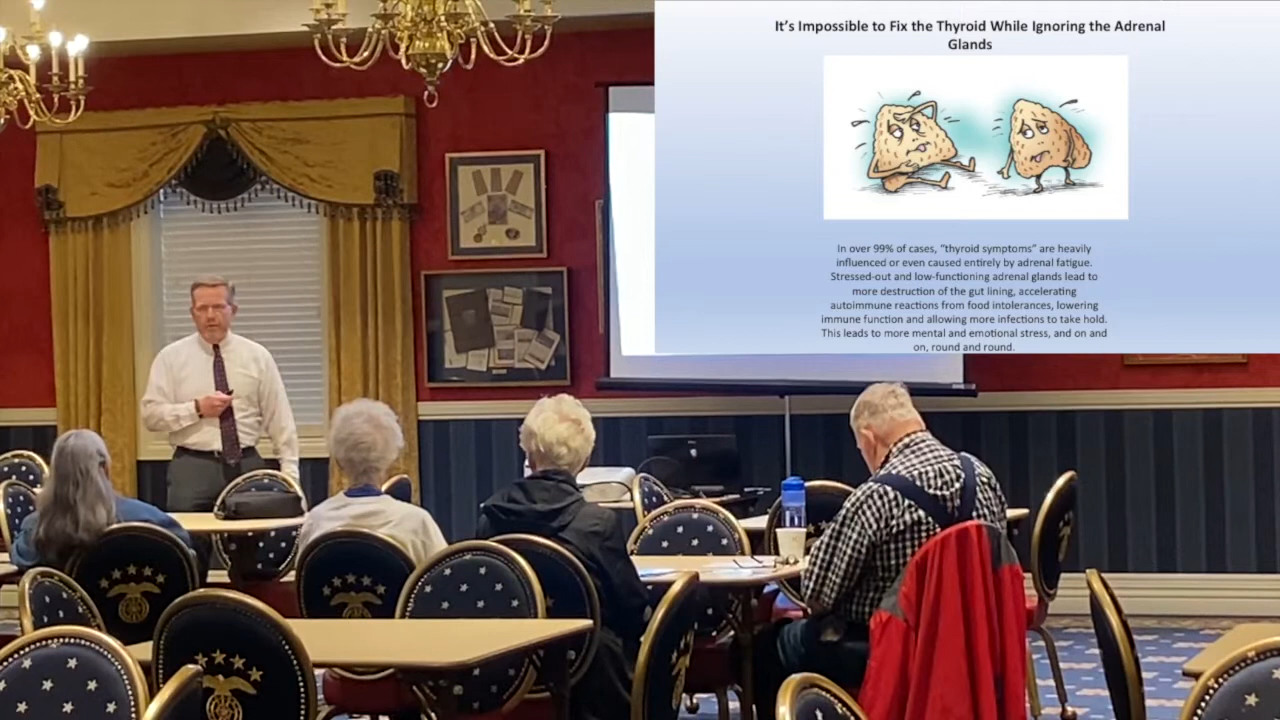 It’s Impossible to Fix the Thyroid While Ignoring the Adrenal
Glands
In over 99% of cases, “thyroid symptoms” are heavily
influenced or even caused entirely by adrenal fatigue.
Stressed-out and low-functioning adrenal glands lead to
more destruction of the gut lining, accelerating
autoimmune reactions from food intolerances, lowering
immune function and allowing more infections to take hold.
This leads to more mental and emotional stress, and on and
on, round and round.